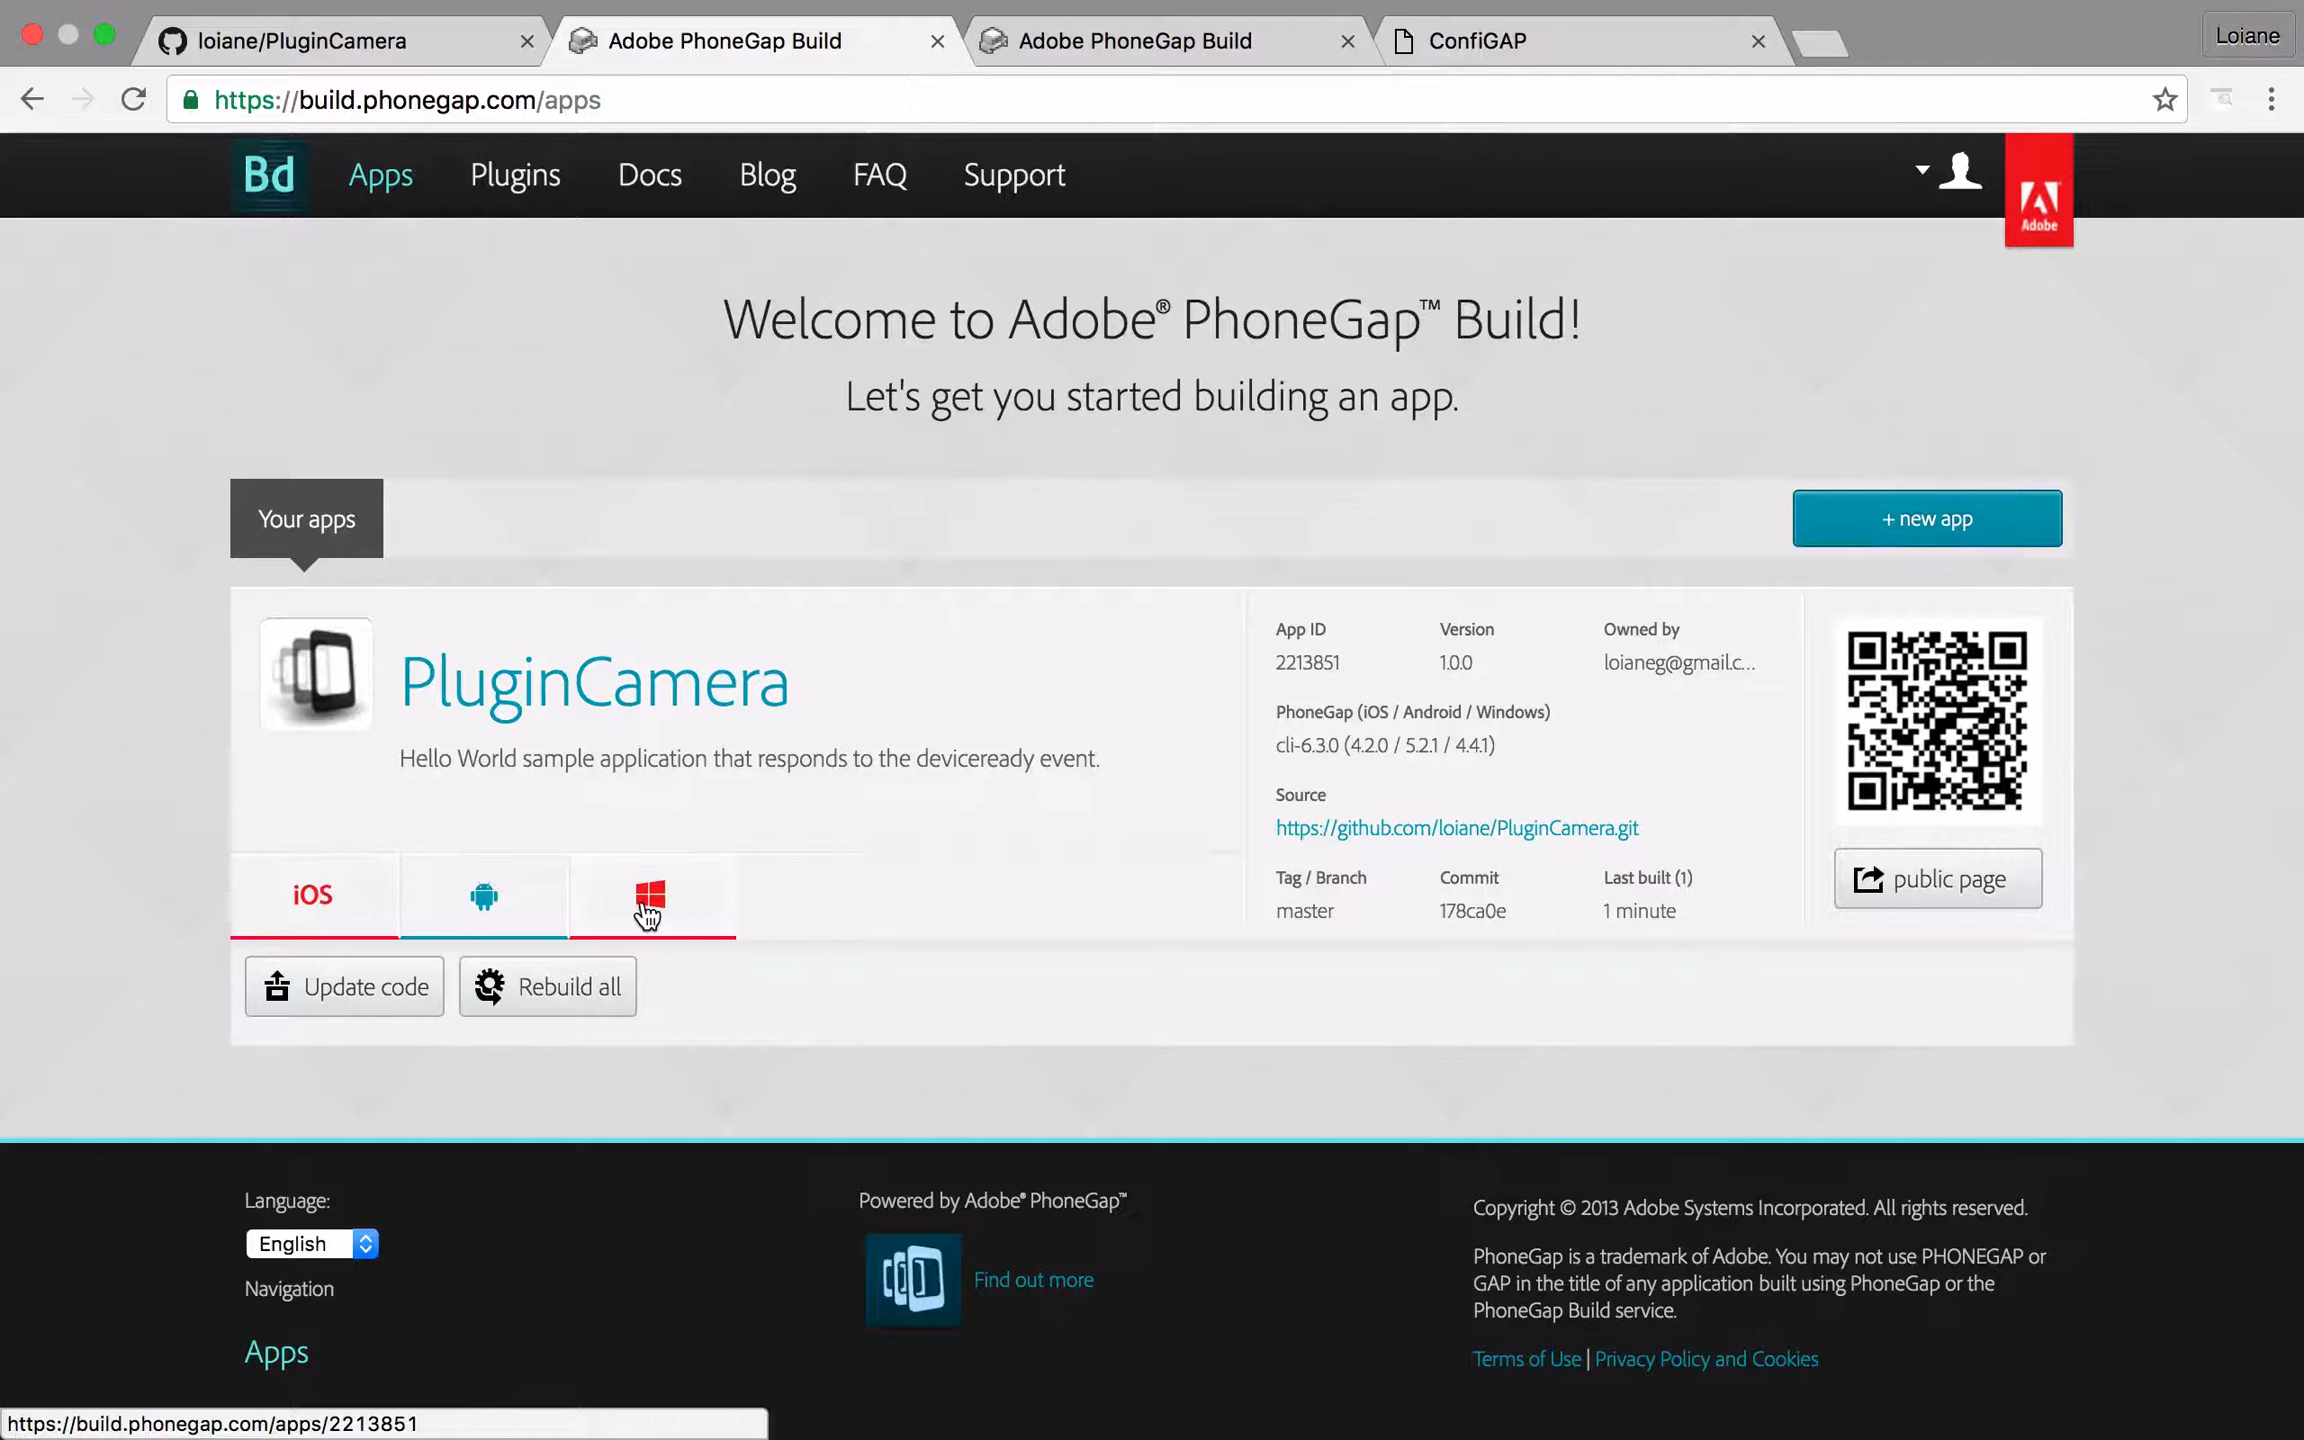 loiane/PluginCamera
Adobe PhoneGap Build
Adobe PhoneGap Build
ConfiGAP
Loiane
https://build.phonegap.com/apps
Bd
Apps
Plugins
Docs
Blog
FAQ
Support
Adobe
Welcome to Adobe® PhoneGap™ Build!
Let's get you started building an app.
Your apps
+ new app
PluginCamera
Hello World sample application that responds to the deviceready event.
App ID
Version
Owned by
2213851
1.0.0
loianeg@gmail.c...
PhoneGap (iOS / Android / Windows)
cli-6.3.0 (4.2.0 / 5.2.1 / 4.4.1)
Source
https://github.com/loiane/PluginCamera.git
Tag / Branch
Commit
Last built (1)
master
178ca0e
1 minute
public page
iOS
Update code
Rebuild all
Language:
English
Navigation
Apps
Powered by Adobe® PhoneGap™
Find out more
Copyright © 2013 Adobe Systems Incorporated. All rights reserved.
PhoneGap is a trademark of Adobe. You may not use PHONEGAP or
GAP in the title of any application built using PhoneGap or the
PhoneGap Build service.
Terms of Use | Privacy Policy and Cookies
https://build.phonegap.com/apps/2213851